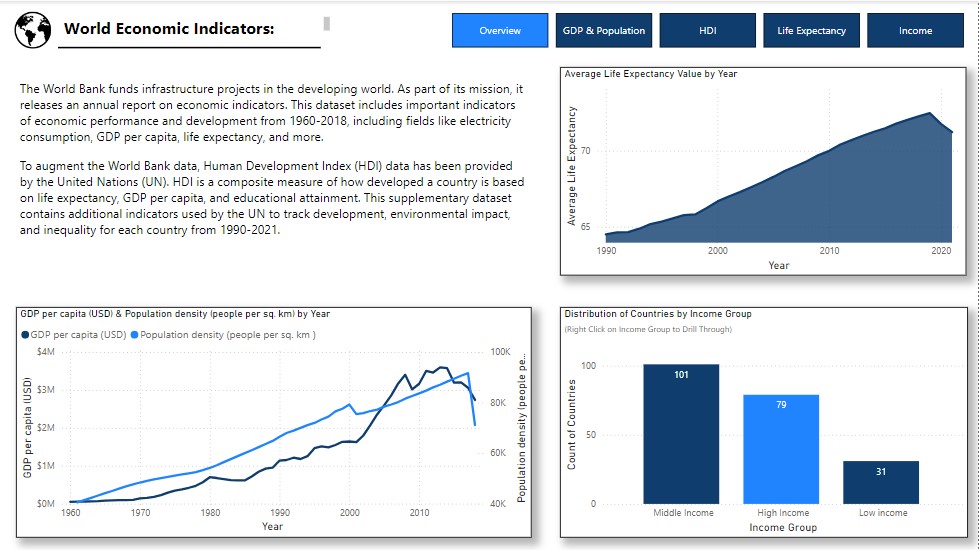 World Economic Indicators:
Overview
GDP & Population
HDI
Life Expectancy
Income
The World Bank funds infrastructure projects in the developing world. As part of its mission, it
releases an annual report on economic indicators. This dataset includes important indicators
of economic performance and development from 1960-2018, including fields like electricity
consumption, GDP per capita, life expectancy, and more.
To augment the World Bank data, Human Development Index (HDI) data has been provided
by the United Nations (UN). HDI is a composite measure of how developed a country is based
on life expectancy, GDP per capita, and educational attainment. This supplementary dataset
contains additional indicators used by the UN to track development, environmental impact,
and inequality for each country from 1990-2021.
Average Life Expectancy Value by Year
Average Life Expectancy
70
65
1990
2000
2010
2020
Year
GDP per capita (USD) & Population density (people per sq. km) by Year
GDP per capita (USD)
Population density (people per sq. km )
GDP per capita (USD)
$4M
$3M
$2M
$1M
$0M
100K
80K
60K
40K
Population density (people pe...
1960
1970
1980
1990
2000
2010
Year
Distribution of Countries by Income Group
(Right Click on Income Group to Drill Through)
Count of Countries
100
50
0
101
79
31
Middle Income
High Income
Low income
Income Group